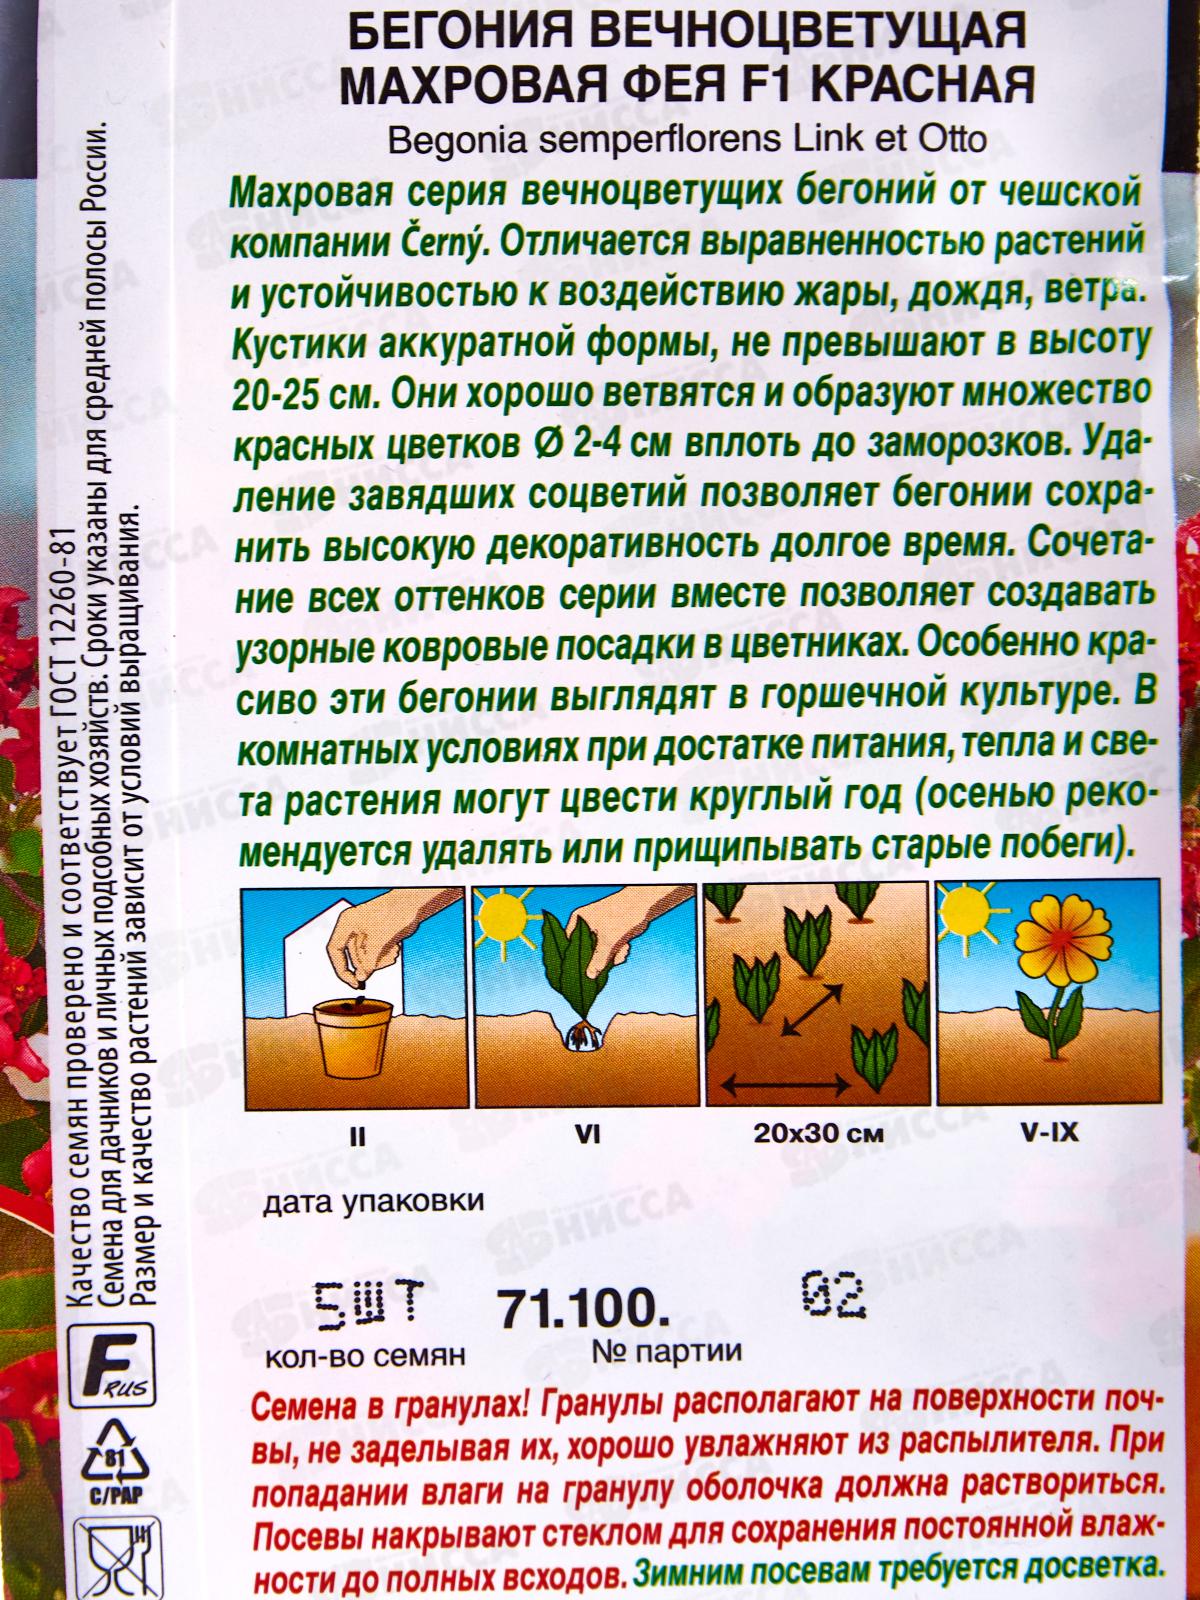 БЕГОНИЯ ВЕЧНОЦВЕТУЩАЯ
МАХРОВАЯ ФЕЯ F1 КРАСНАЯ
Begonia semperflorens Link et Otto
Махровая серия вечноцветущих бегоний от чешской
компании Černý. Отличается выравненностью растений
и устойчивостью к воздействию жары, дождя, ветра.
Кустики аккуратной формы, не превышают в высоту
20-25 см. Они хорошо ветвятся и образуют множество
красных цветков Ø 2-4 см вплоть до заморозков. Уда-
ление завядших соцветий позволяет бегонии сохра-
нить высокую декоративность долгое время. Сочета-
ние всех оттенков серии вместе позволяет создавать
узорные ковровые посадки в цветниках. Особенно кра-
сиво эти бегонии выглядят в горшечной культуре. В
комнатных условиях при достатке питания, тепла и све-
та растения могут цвести круглый год (осенью реко-
мендуется удалять или прищипывать старые побеги).
II VI 20х30 см V-IX
дата упаковки
5ШТ 71.100. 02
кол-во семян № партии
Семена в гранулах! Гранулы располагают на поверхности поч-
вы, не заделывая их, хорошо увлажняют из распылителя. При
попадании влаги на гранулу оболочка должна раствориться.
Посевы накрывают стеклом для сохранения постоянной влаж-
ности до полных всходов. Зимним посевам требуется досветка.
Качество семян проверено и соответствует ГОСТ 12260-81
Семена для дачников и личных подсобных хозяйств. Сроки указаны для средней полосы России.
Размер и качество растений зависит от условий выращивания.
F RUS
81
C/PAP